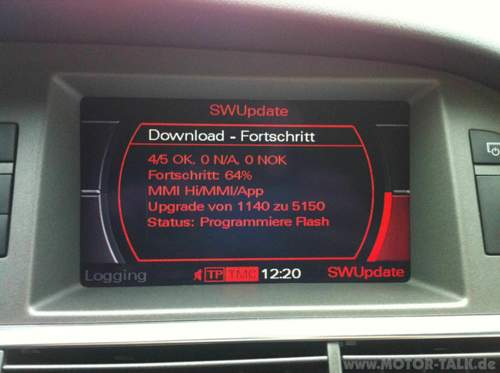 SWUpdate
Download - Fortschritt
4/5 OK, 0 N/A, 0 NOK
Fortschritt: 64%
MMI Hi/MMI/App
Upgrade von 1140 zu 5150
Status: Programmiere Flash
Logging TP TMC 12:20 SWUpdate
www.MOTOR-TALK.de